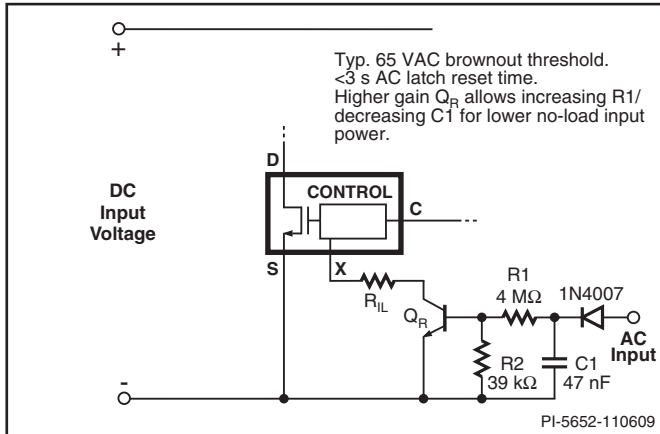 +
Typ. 65 VAC brownout threshold.
<3 s AC latch reset time.
Higher gain QR allows increasing R1/
decreasing C1 for lower no-load input
power.
D
CONTROL
C
DC
Input
Voltage
S
X
RIL
QR
R1
4 MΩ
1N4007
AC
Input
R2
39 kΩ
C1
47 nF
-
PI-5652-110609